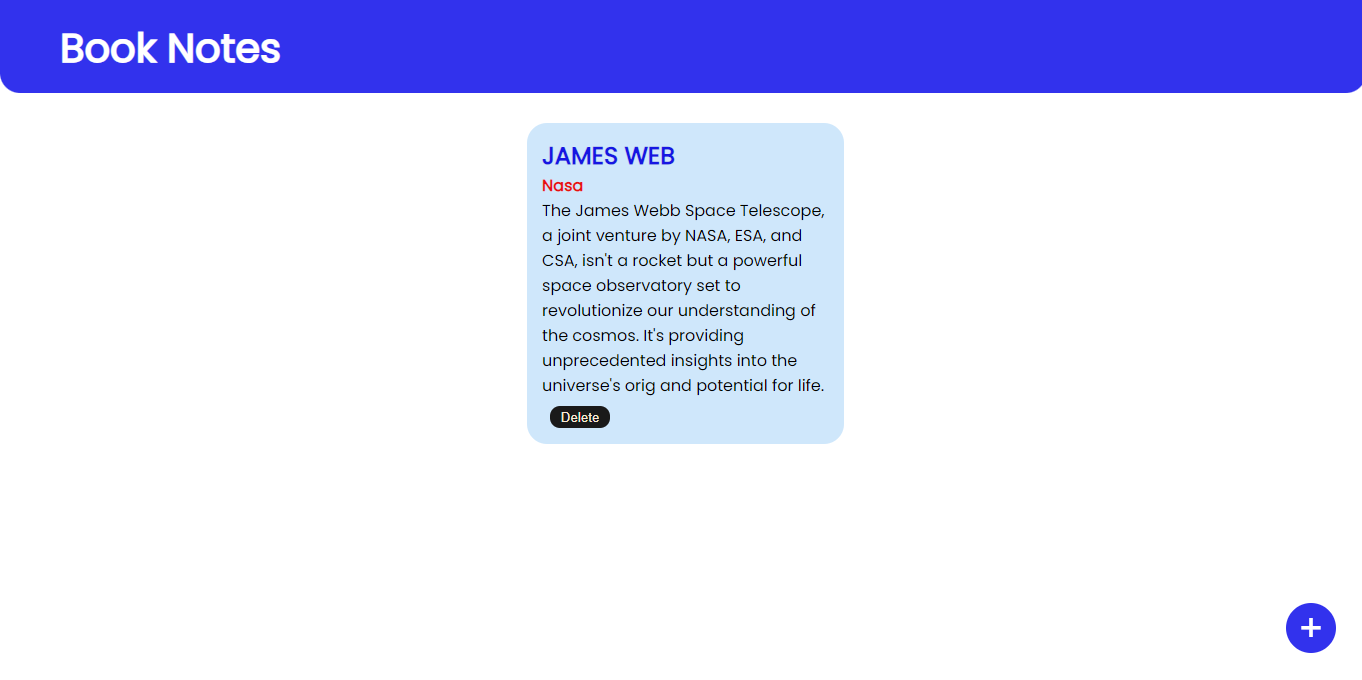 Book Notes
JAMES WEB
Nasa
The James Webb Space Telescope,
a joint venture by NASA, ESA, and
CSA, isn't a rocket but a powerful
space observatory set to
revolutionize our understanding of
the cosmos. It's providing
unprecedented insights into the
universe's orig and potential for life.
Delete
+